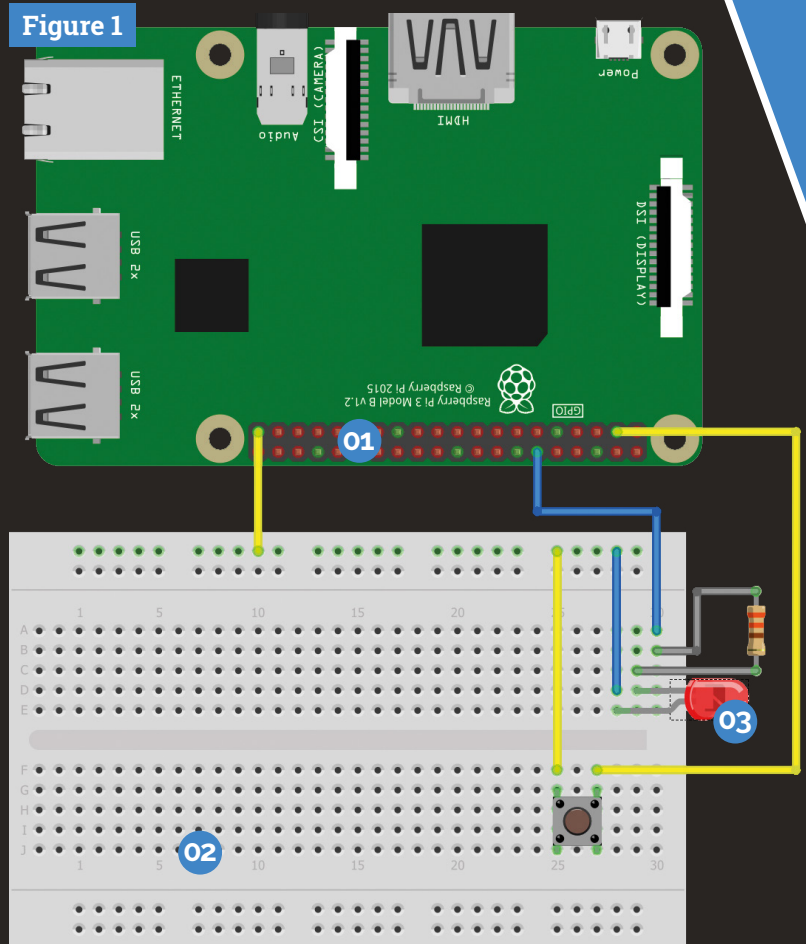 Figure 1
ETHERNET
Audio
CSI (CAMERA)
HDMI
Power
USB 2x
DSI (DISPLAY)
USB 2x
Raspberry Pi 3 Model B V1.2
© Raspberry Pi 2015
GPIO
01
1 5 10 15 20 25 30
A
B
C
D
E
03
F
G
H
I
J
02
1 5 10 15 20 25 30